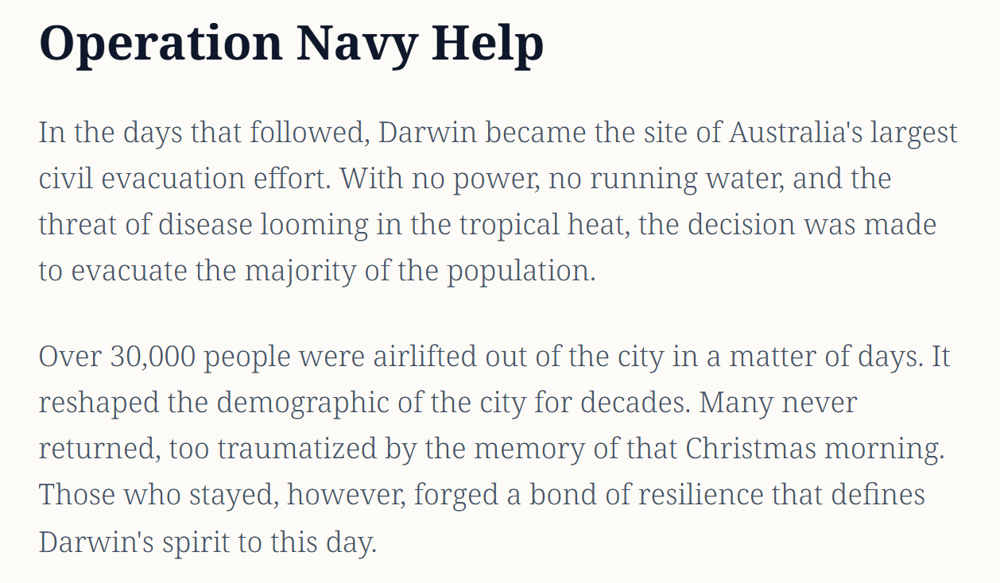 Operation Navy Help
In the days that followed, Darwin became the site of Australia's largest
civil evacuation effort. With no power, no running water, and the
threat of disease looming in the tropical heat, the decision was made
to evacuate the majority of the population.
Over 30,000 people were airlifted out of the city in a matter of days. It
reshaped the demographic of the city for decades. Many never
returned, too traumatized by the memory of that Christmas morning.
Those who stayed, however, forged a bond of resilience that defines
Darwin's spirit to this day.